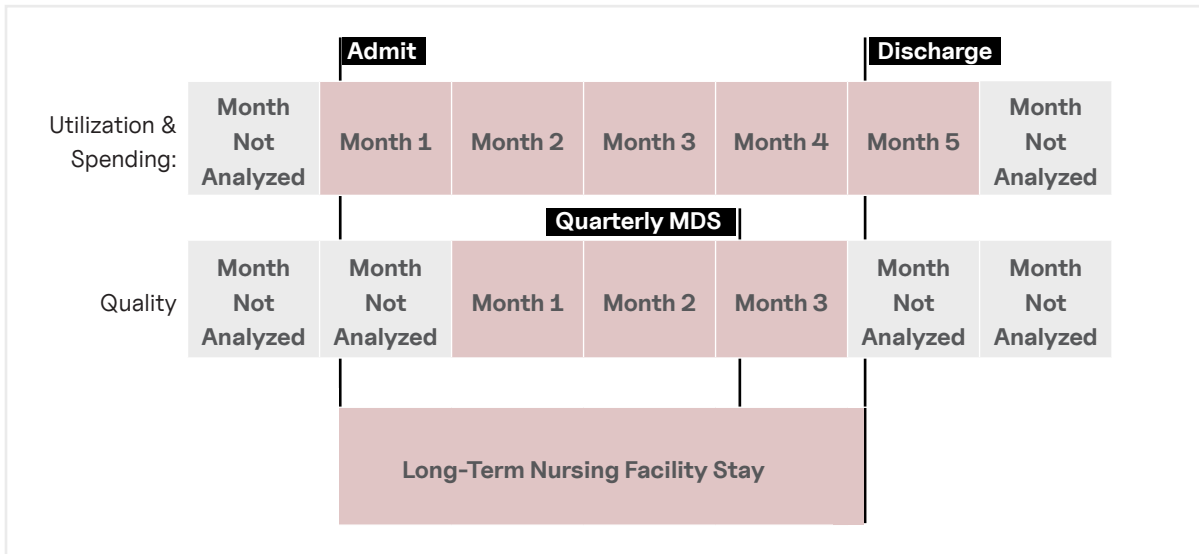 Admit
Discharge
Utilization &
Spending:
Month
Not
Analyzed
Month 1
Month 2
Month 3
Month 4
Month 5
Month
Not
Analyzed
Quarterly MDS
Quality
Month
Not
Analyzed
Month
Not
Analyzed
Month 1
Month 2
Month 3
Month
Not
Analyzed
Month
Not
Analyzed
Long-Term Nursing Facility Stay